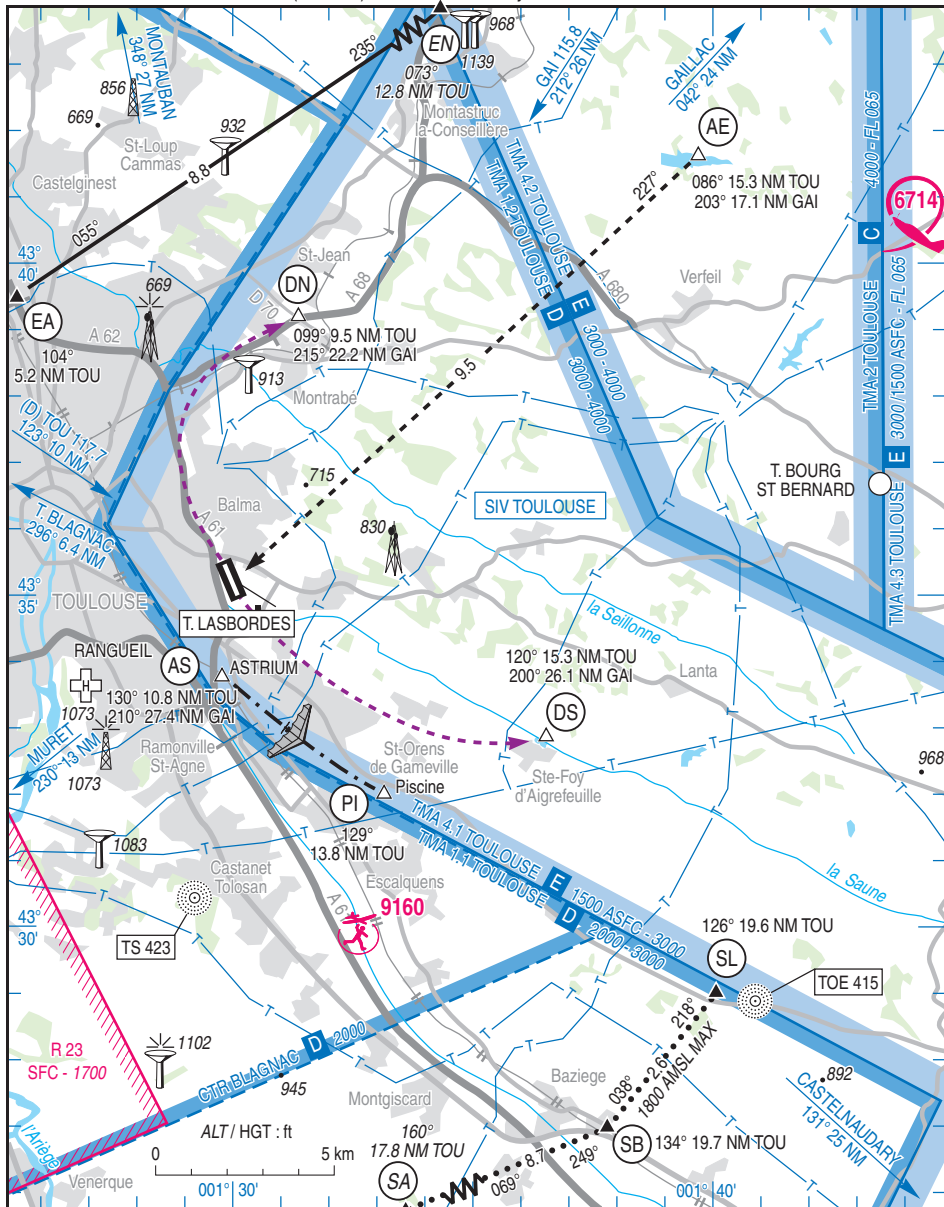 MONTAUBAN
348° 27 NM
235°
EN
968
1139
073°
12.8 NM TOU
GAI 115.8
212° 26 NM
GAILLAC
042° 24 NM
4000 - FL 065
856
669
932
St-Loup
Cammas
Montastruc
la-Conseillère
AE
Castelginest
8.8
TMA 4.2 TOULOUSE
TMA 1.2 TOULOUSE
227°
086° 15.3 NM TOU
203° 17.1 NM GAI
6714
055°
C
43°
40'
St-Jean
DN
A 68
A 680
Verfeil
EA
669
D 70
A 62
099° 9.5 NM TOU
215° 22.2 NM GAI
E
D
3000 - 4000
3000 - 4000
TMA 2 TOULOUSE
3000/1500 ASFC - FL 065
104°
5.2 NM TOU
913
Montrabé
9.5
(D) TOU 117.7
123° 10 NM
E
T. BOURG
ST BERNARD
715
Balma
SIV TOULOUSE
T. BLAGNAC
296° 6.4 NM
A 61
830
TMA 4.3 TOULOUSE
43°
35'
TOULOUSE
T. LASBORDES
la Seillonne
RANGUEIL
AS
ASTRIUM
120° 15.3 NM TOU
200° 26.1 NM GAI
Lanta
1073
130° 10.8 NM TOU
210° 27.4 NM GAI
DS
MURET
230° 13 NM
1073
Ramonville
St-Agne
St-Orens
de Gameville
Piscine
Ste-Foy
d'Aigrefeuille
968
PI
129°
13.8 NM TOU
TMA 4.1 TOULOUSE
TMA 1.1 TOULOUSE
1083
Castanet
Tolosan
Escalquens
E
D
1500 ASFC - 3000
2000 - 3000
la Saune
A 61
9160
43°
30'
TS 423
126° 19.6 NM TOU
SL
TOE 415
R 23
SFC - 1700
1102
CTR BLAGNAC
D
2000
218°
2.6
038°
1800 AMSL MAX
945
Baziege
892
CASTELNAUDARY
131° 25 NM
Montgiscard
l'Ariège
ALT / HGT : ft
160°
17.8 NM TOU
SB
134° 19.7 NM TOU
0
5 km
8.7
249°
069°
SA
Venerque
001° 30'
001° 40'